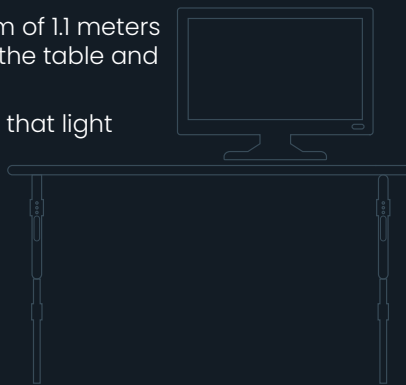 of 1.1 meters
the table and
that light